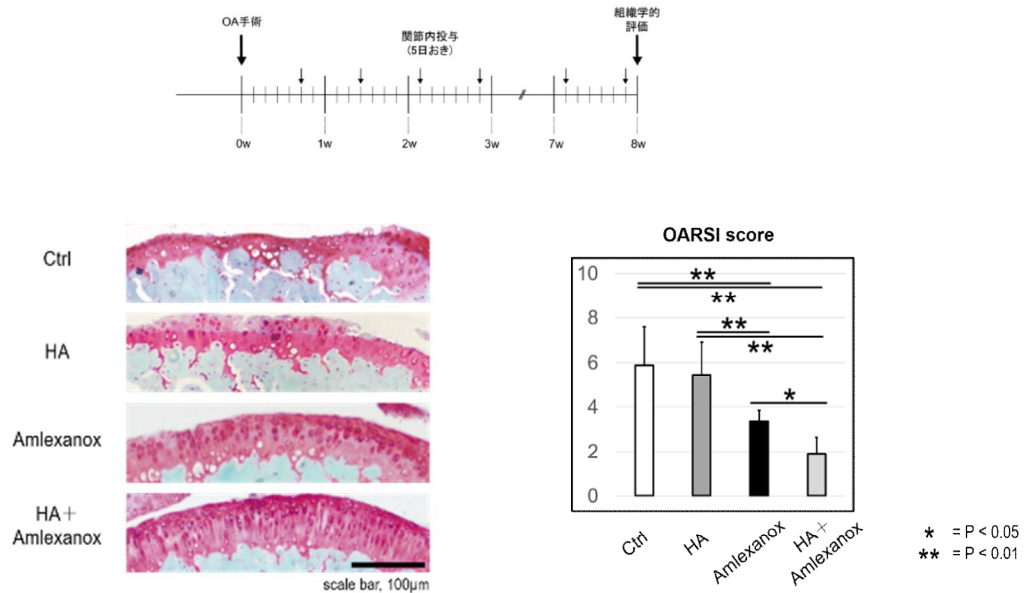 OA手術
関節内投与
(5日おき)
組織学的
評価
0w
1w
2w
3w
7w
8w
Ctrl
HA
Amlexanox
HA+
Amlexanox
scale bar, 100μm
OARSI score
10
8
6
4
2
0
**
**
**
**
*
Ctrl
HA
Amlexanox
HA+
Amlexanox
* = P < 0.05
** = P < 0.01